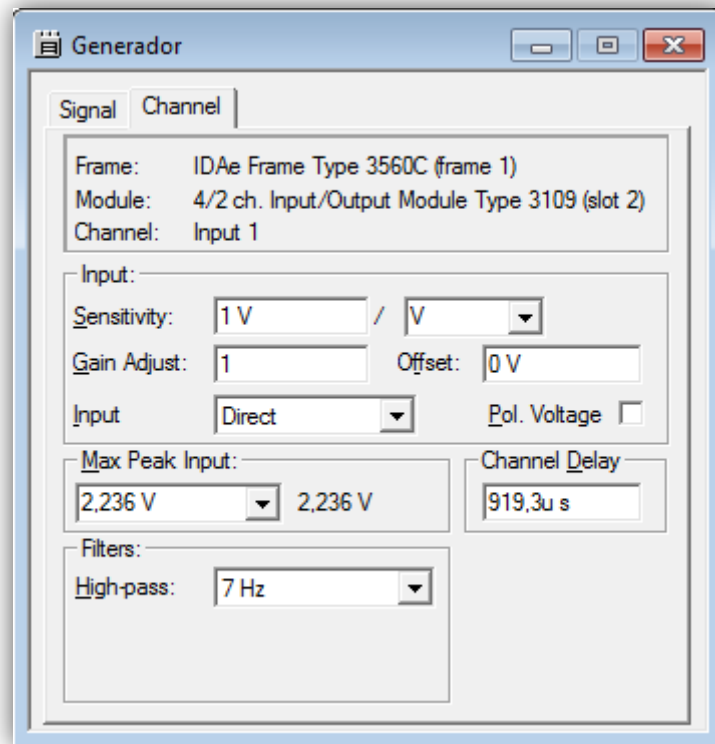 Generador
Signal Channel
Frame: IDAe Frame Type 3560C (frame 1)
Module: 4/2 ch. Input/Output Module Type 3109 (slot 2)
Channel: Input 1
Input:
Sensitivity: 1 V / V
Gain Adjust: 1 Offset: 0 V
Input Direct Pol. Voltage
Max Peak Input: Channel Delay
2,236 V 2,236 V 919,3u s
Filters:
High-pass: 7 Hz